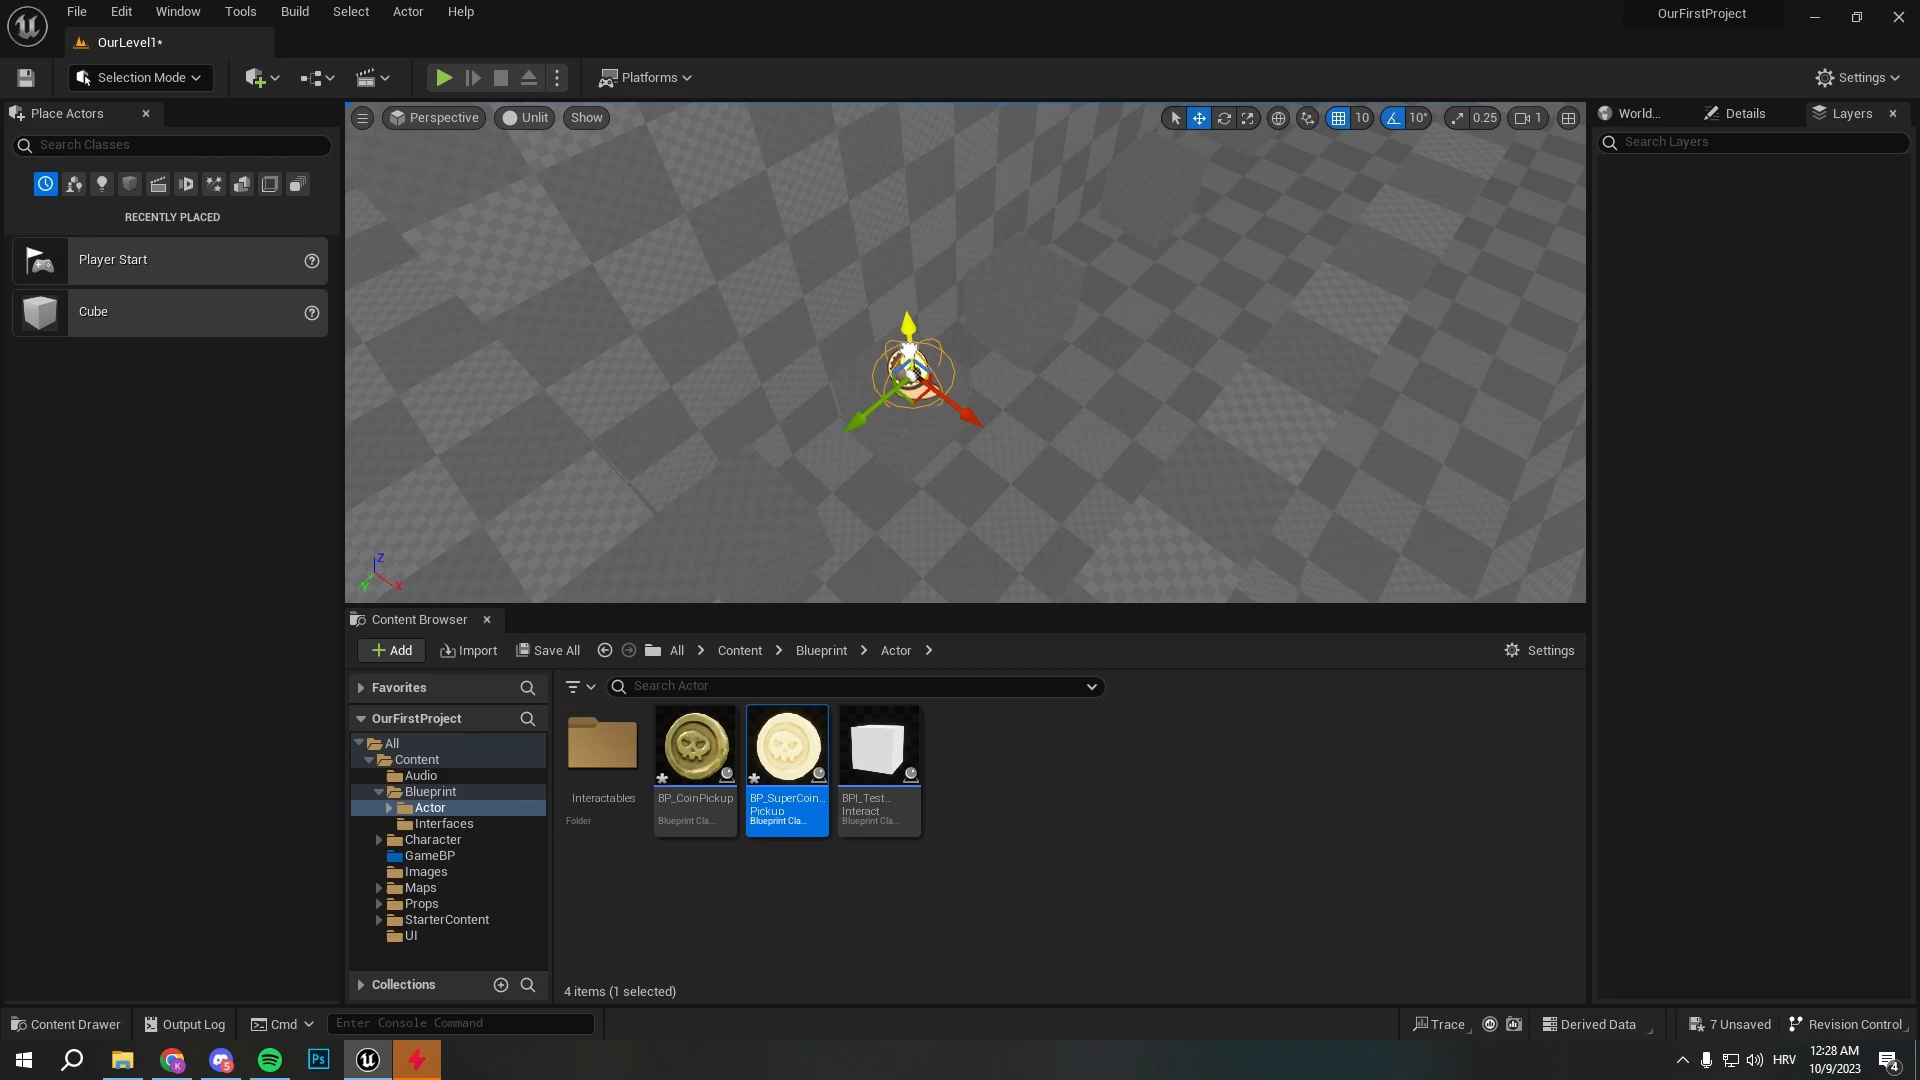 File Edit Window Tools Build Select Actor Help
OurFirstProject
OurLevel1*
Selection Mode
Platforms
Settings
Place Actors
Search Classes
RECENTLY PLACED
Player Start
Cube
Perspective
Unlit
Show
10
10°
0.25
1
Z
Y
X
World...
Details
Layers
Search Layers
Content Browser
Add
Import
Save All
All
Content
Blueprint
Actor
Settings
Favorites
OurFirstProject
All
Content
Audio
Blueprint
Actor
Interfaces
Character
GameBP
Images
Maps
Props
StarterContent
UI
Collections
Search Actor
Interactables
Folder
BP_CoinPickup
Blueprint Cla...
BP_SuperCoin...
Pickup
Blueprint Cla...
BPI_Test...
Interact
Blueprint Cla...
4 items (1 selected)
Content Drawer
Output Log
Cmd
Enter Console Command
Trace
Derived Data
7 Unsaved
Revision Control
K
5
Ps
HRV
12:28 AM
10/9/2023
4